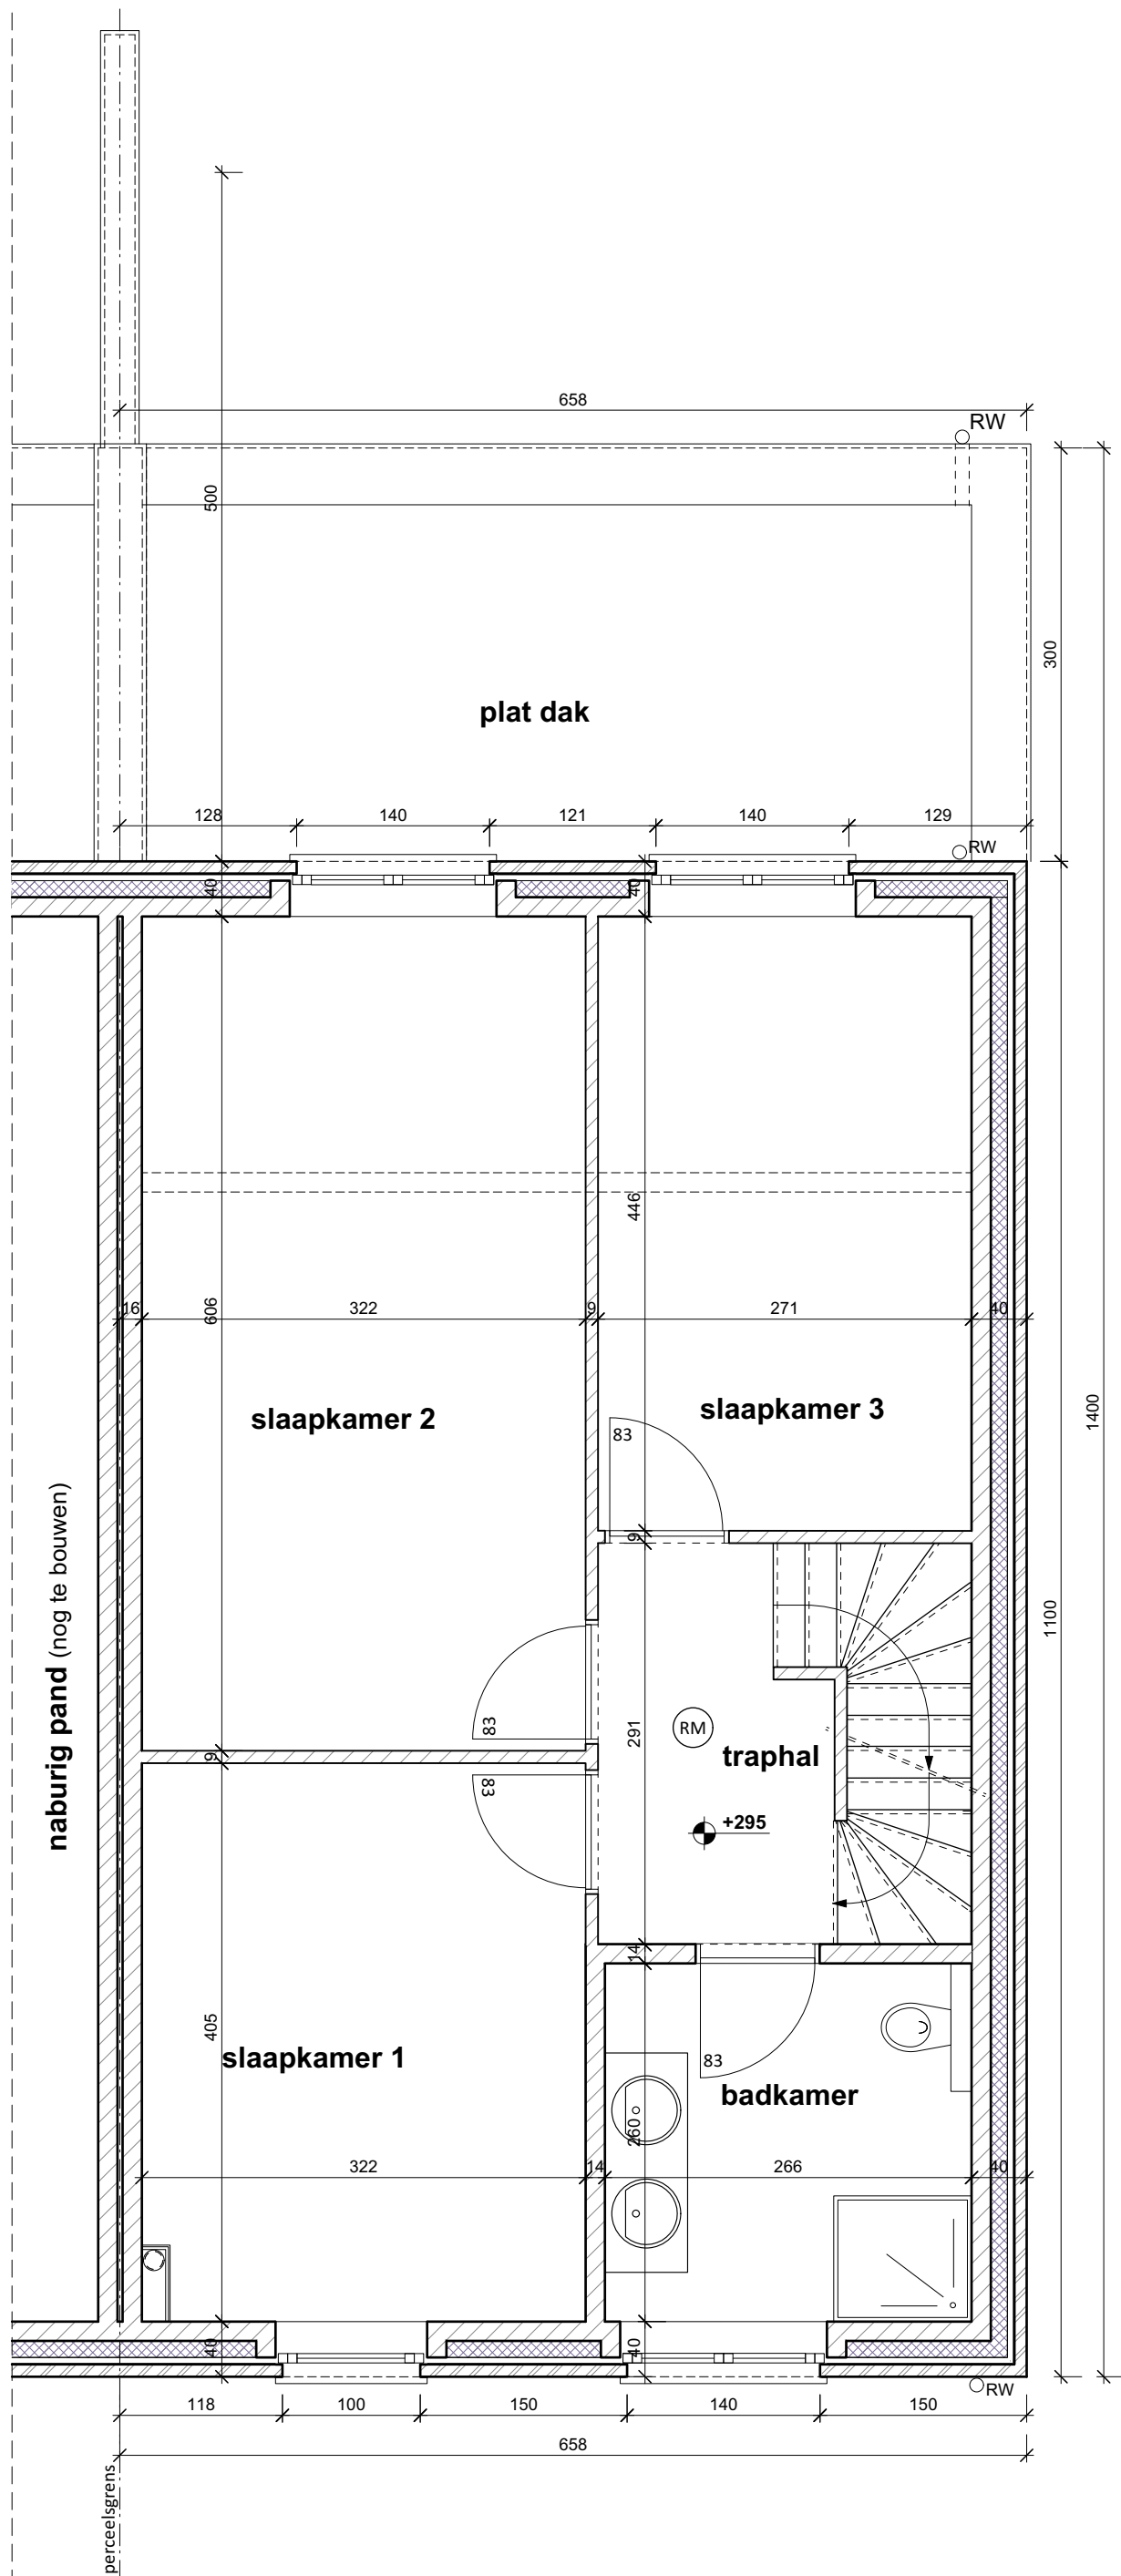 658
RW
500
300
plat dak
128 140 121 140 129
RW
40 40
446
16 606 322 9 271 40
1400
slaapkamer 2
slaapkamer 3
83
naburig pand (nog te bouwen)
9
1100
83
RM
291
traphal
9
83
+295
14
405
slaapkamer 1
83
badkamer
260
322 14 266 40
40 40
RW
118 100 150 140 150
658
perceelsgrens